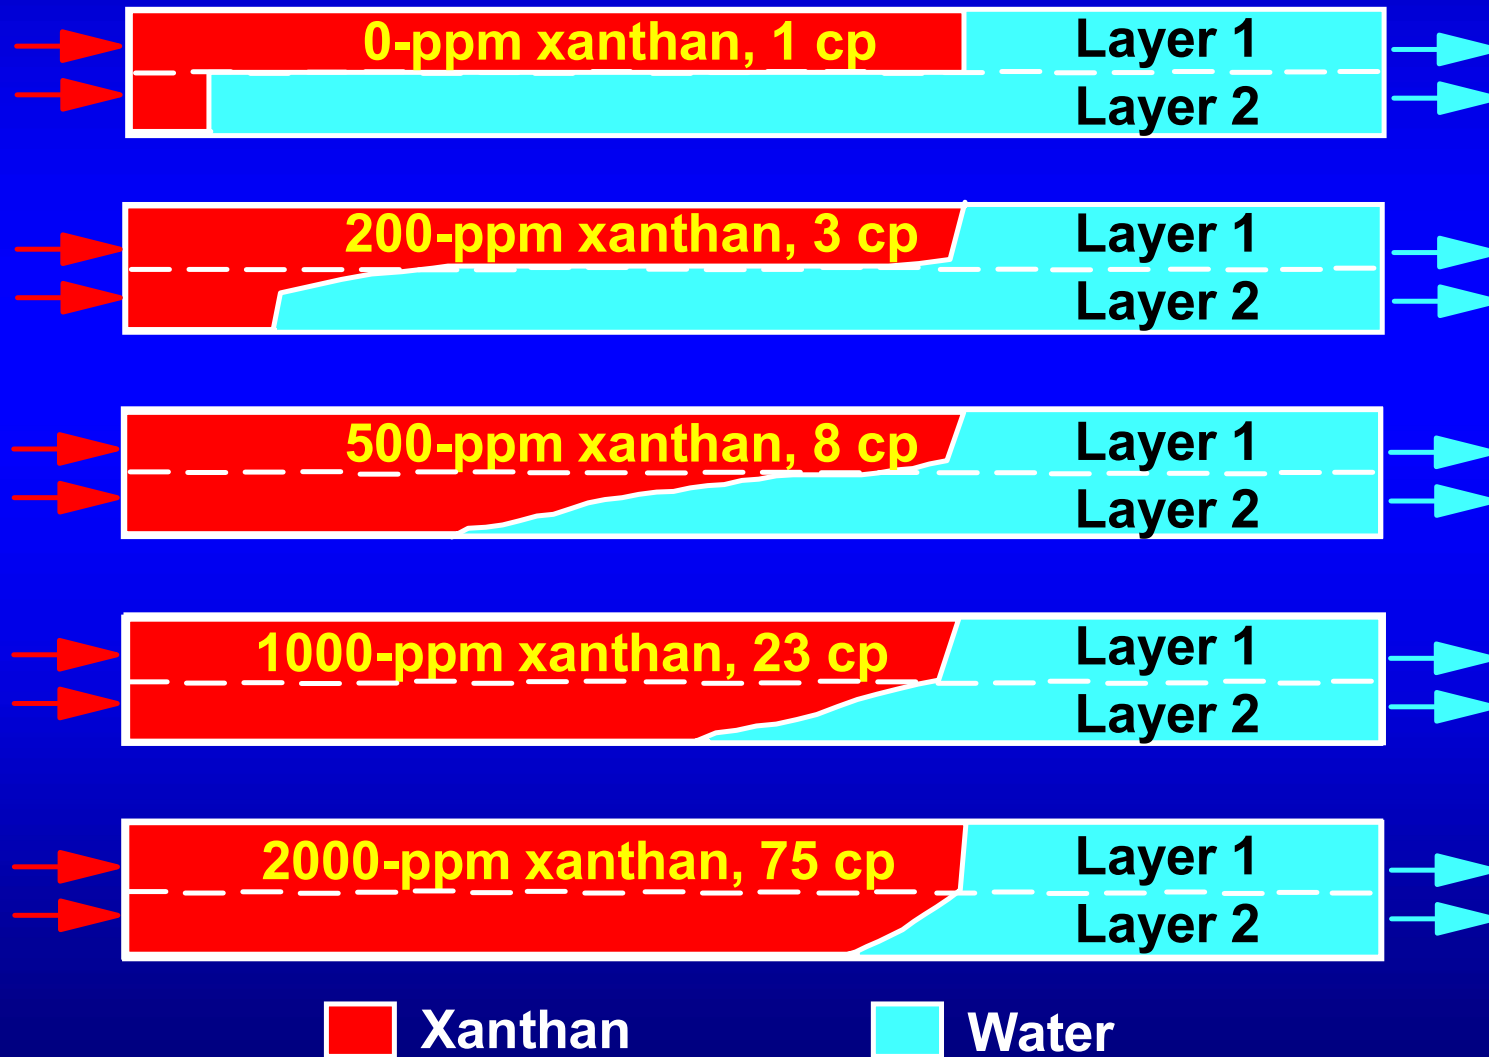 0-ppm xanthan, 1 cp
Layer 1
Layer 2
200-ppm xanthan, 3 cp
Layer 1
Layer 2
500-ppm xanthan, 8 cp
Layer 1
Layer 2
1000-ppm xanthan, 23 cp
Layer 1
Layer 2
2000-ppm xanthan, 75 cp
Layer 1
Layer 2
Xanthan
Water